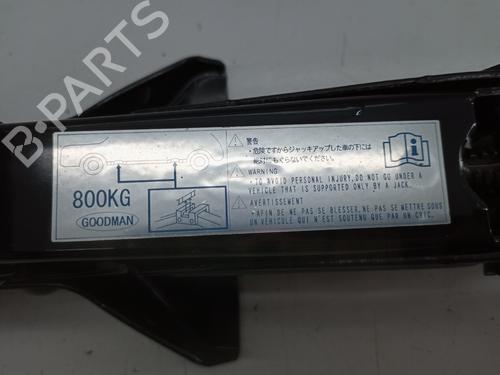 B-PARTS
警告
・危険ですからジャッキアップした車の下には
絶対にもぐらないでください。
WARNING
・TO AVOID PERSONAL INJURY,DO NOT GO UNDER A
VEHICLE THAT IS SUPPORTED ONLY BY A JACK.
AVERTISSEMENT
・AFIN DE NE PAS SE BLESSER,NE PAS SE METTRE SOUS
UN VÉHICULE QUI N'EST SOUTENU QUE PAR UN CRIC.
800KG
GOODMAN